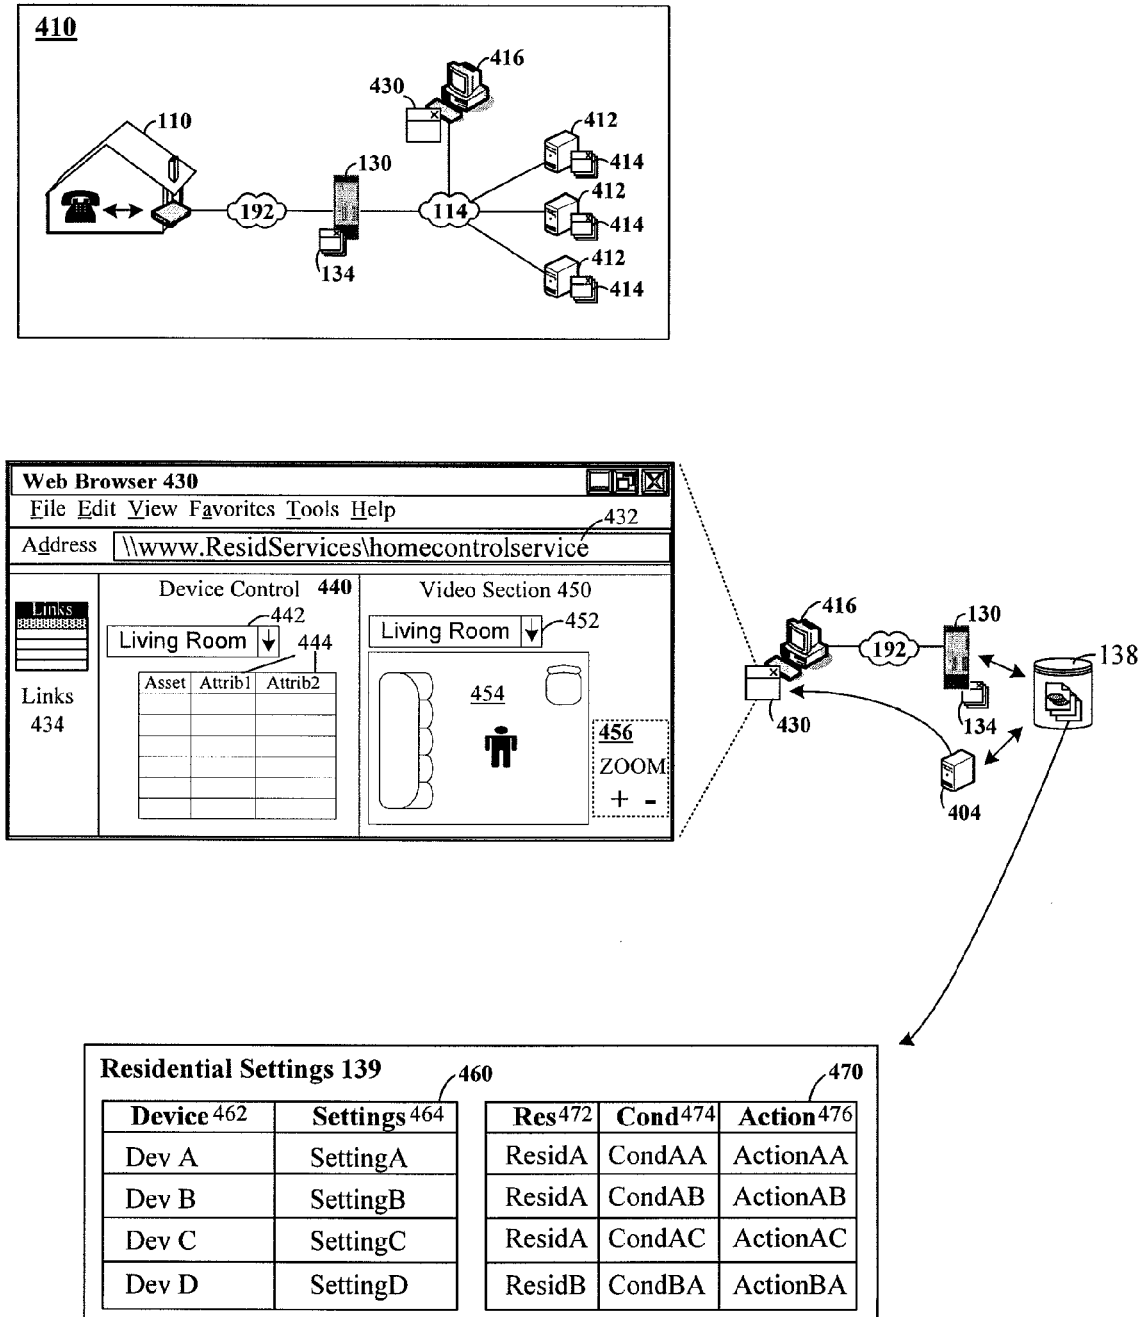 410
416
430
110
130
412
414
192
114
412
414
134
412
414
Web Browser 430
File Edit View Favorites Tools Help
432
Address \\www.ResidServices\homecontrolservice
Links
Device Control 440
Video Section 450
442
Living Room
444
Living Room
452
Asset Attrib1 Attrib2
Links
434
454
456
ZOOM
+ -
416
130
192
138
430
134
404
Residential Settings 139
460
470
Device 462 Settings 464
Res 472 Cond 474 Action 476
Dev A SettingA
ResidA CondAA ActionAA
Dev B SettingB
ResidA CondAB ActionAB
Dev C SettingC
ResidA CondAC ActionAC
Dev D SettingD
ResidB CondBA ActionBA